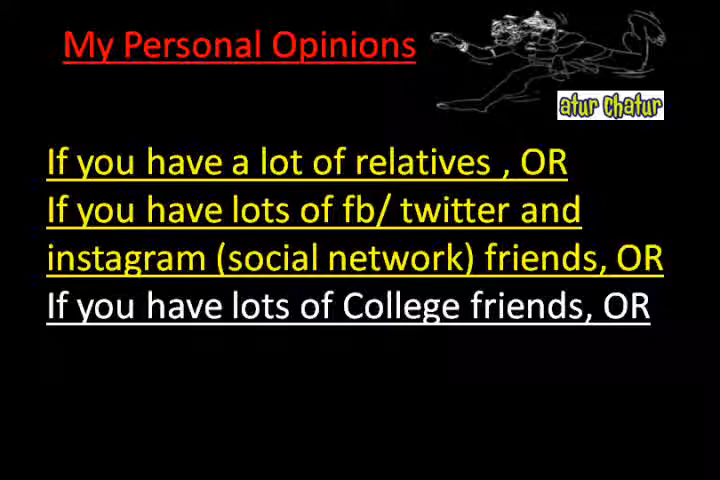 My Personal Opinions
atur chatur
If you have a lot of relatives , OR
If you have lots of fb/ twitter and
instagram (social network) friends, OR
If you have lots of College friends, OR